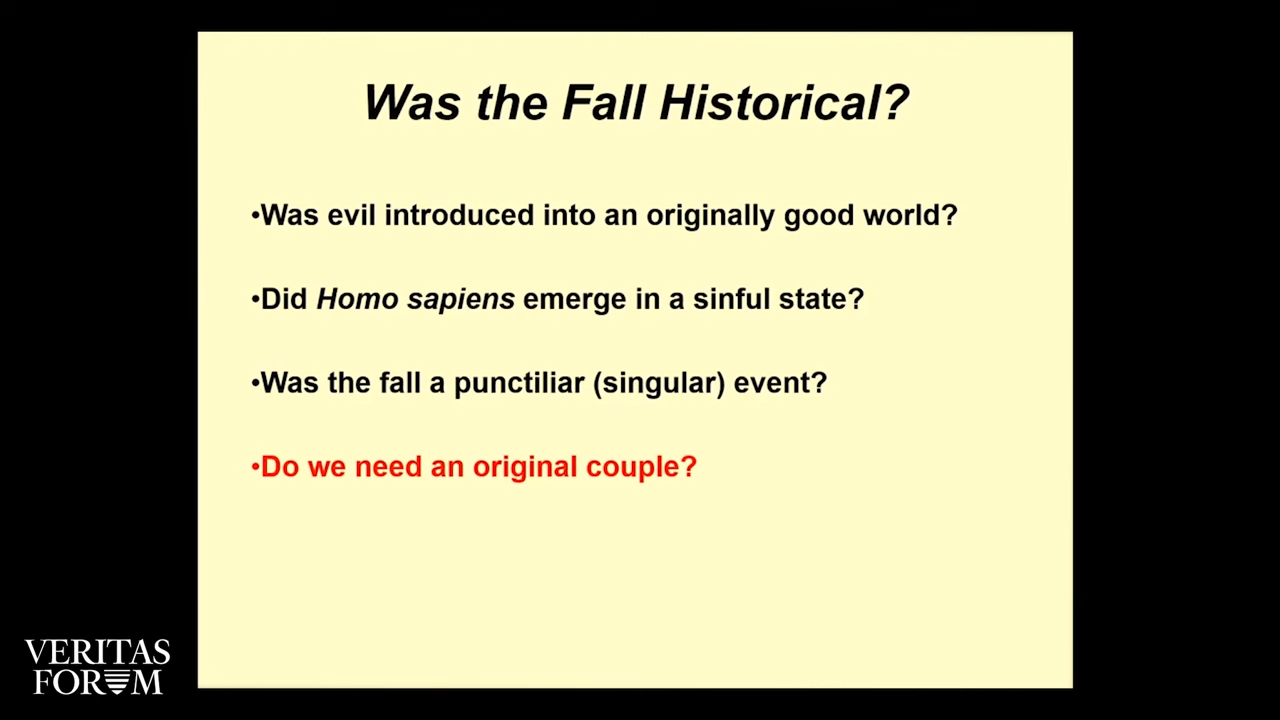 Was the Fall Historical?
•Was evil introduced into an originally good world?
•Did Homo sapiens emerge in a sinful state?
•Was the fall a punctiliar (singular) event?
•Do we need an original couple?
VERITAS
FORUM